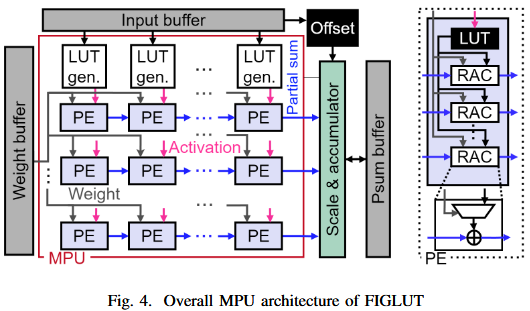 Input buffer
Offset
LUT gen.
LUT gen.
...
LUT gen.
Weight buffer
PE
PE
...
PE
Partial sum
Activation
PE
PE
...
PE
Weight
PE
PE
...
PE
MPU
Scale & accumulator
Psum buffer
LUT
RAC
RAC
RAC
PE
Fig. 4. Overall MPU architecture of FIGLUT